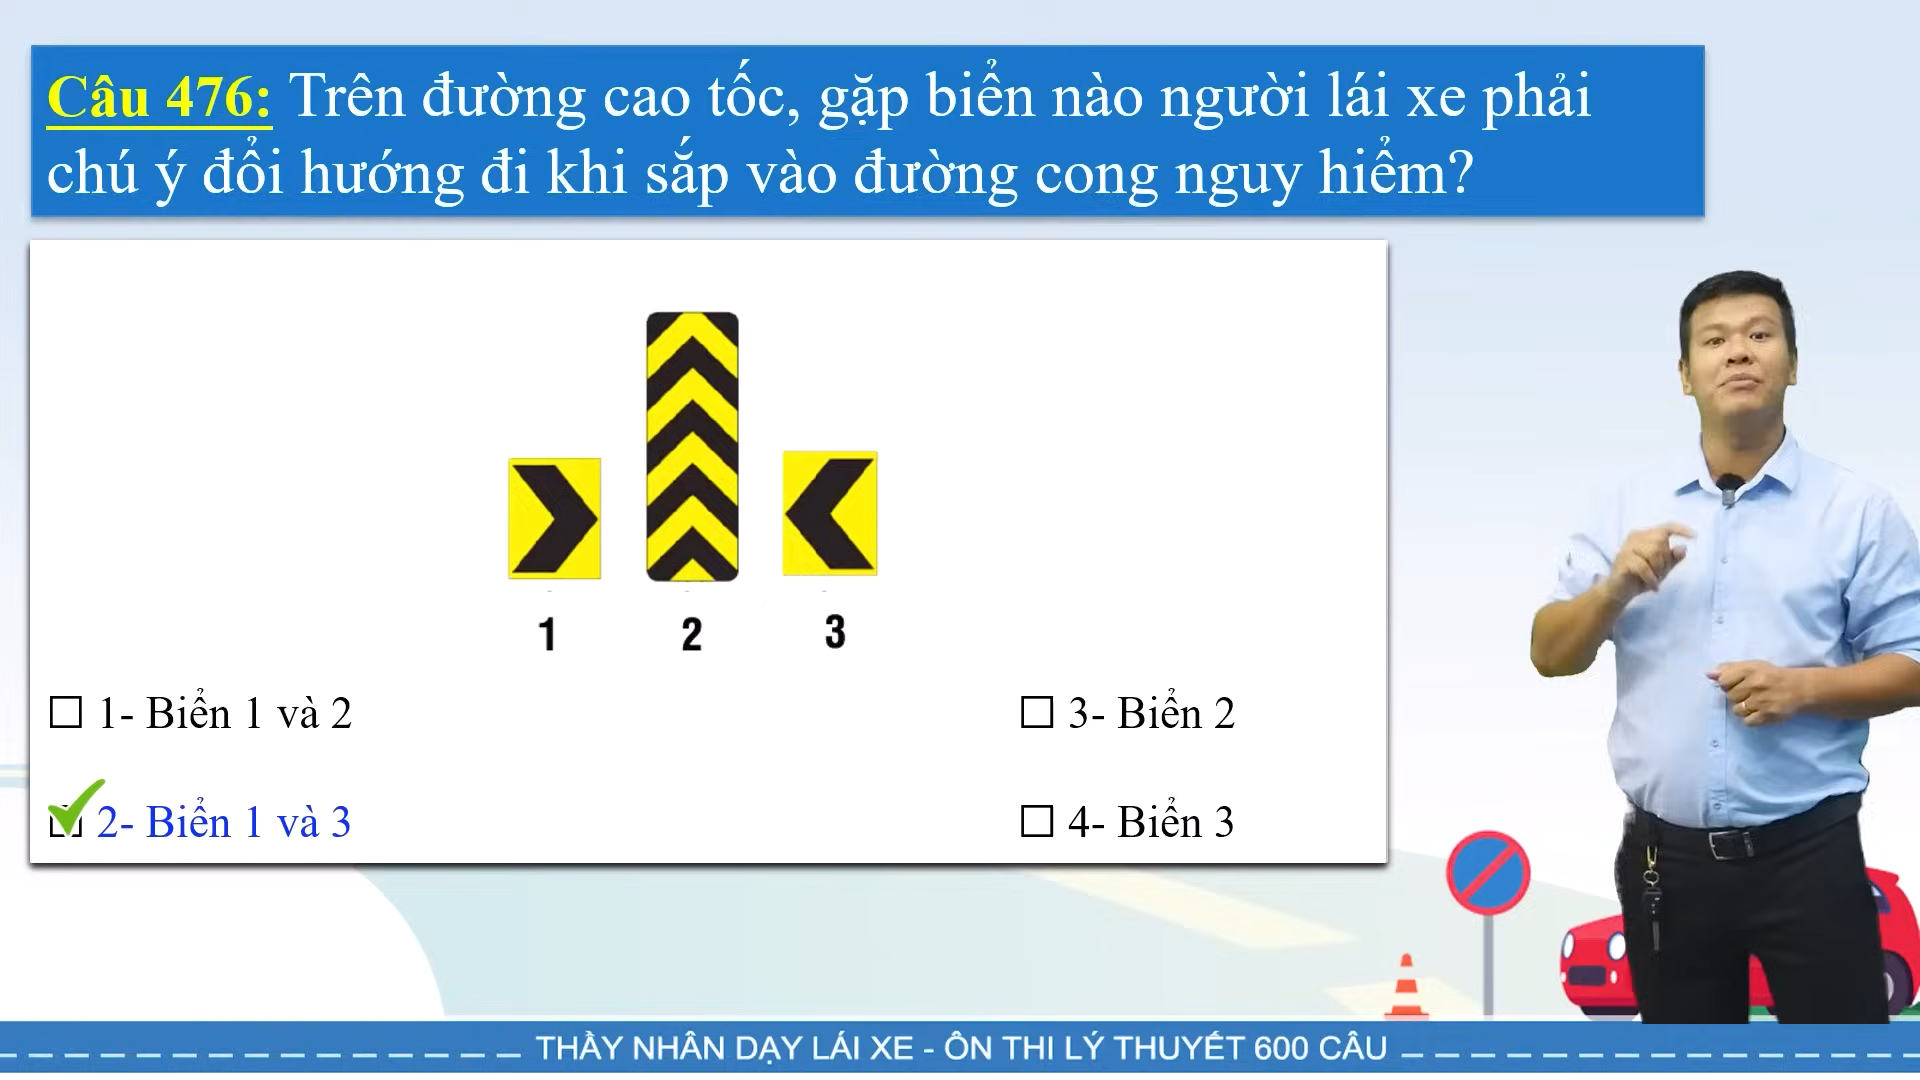 Câu 476: Trên đường cao tốc, gặp biển nào người lái xe phải
chú ý đổi hướng đi khi sắp vào đường cong nguy hiểm?
1
2
3
1- Biển 1 và 2
3- Biển 2
2- Biển 1 và 3
4- Biển 3
THẦY NHÂN DẠY LÁI XE - ÔN THI LÝ THUYẾT 600 CÂU